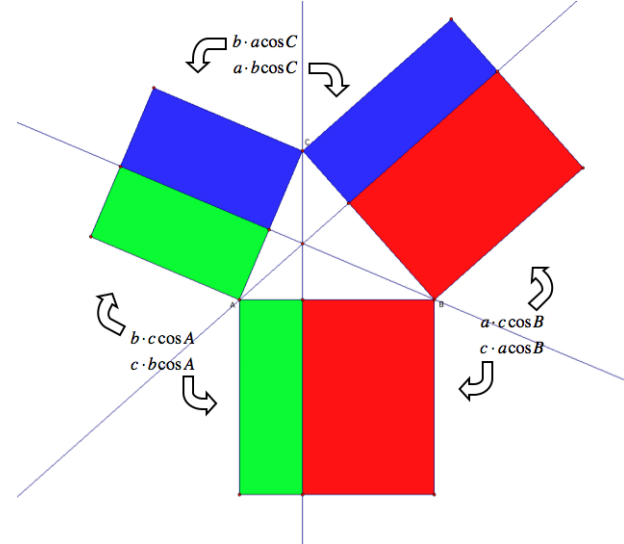 b · a cos C
a · b cos C
C
A
B
b · c cos A
c · b cos A
a · c cos B
c · a cos B